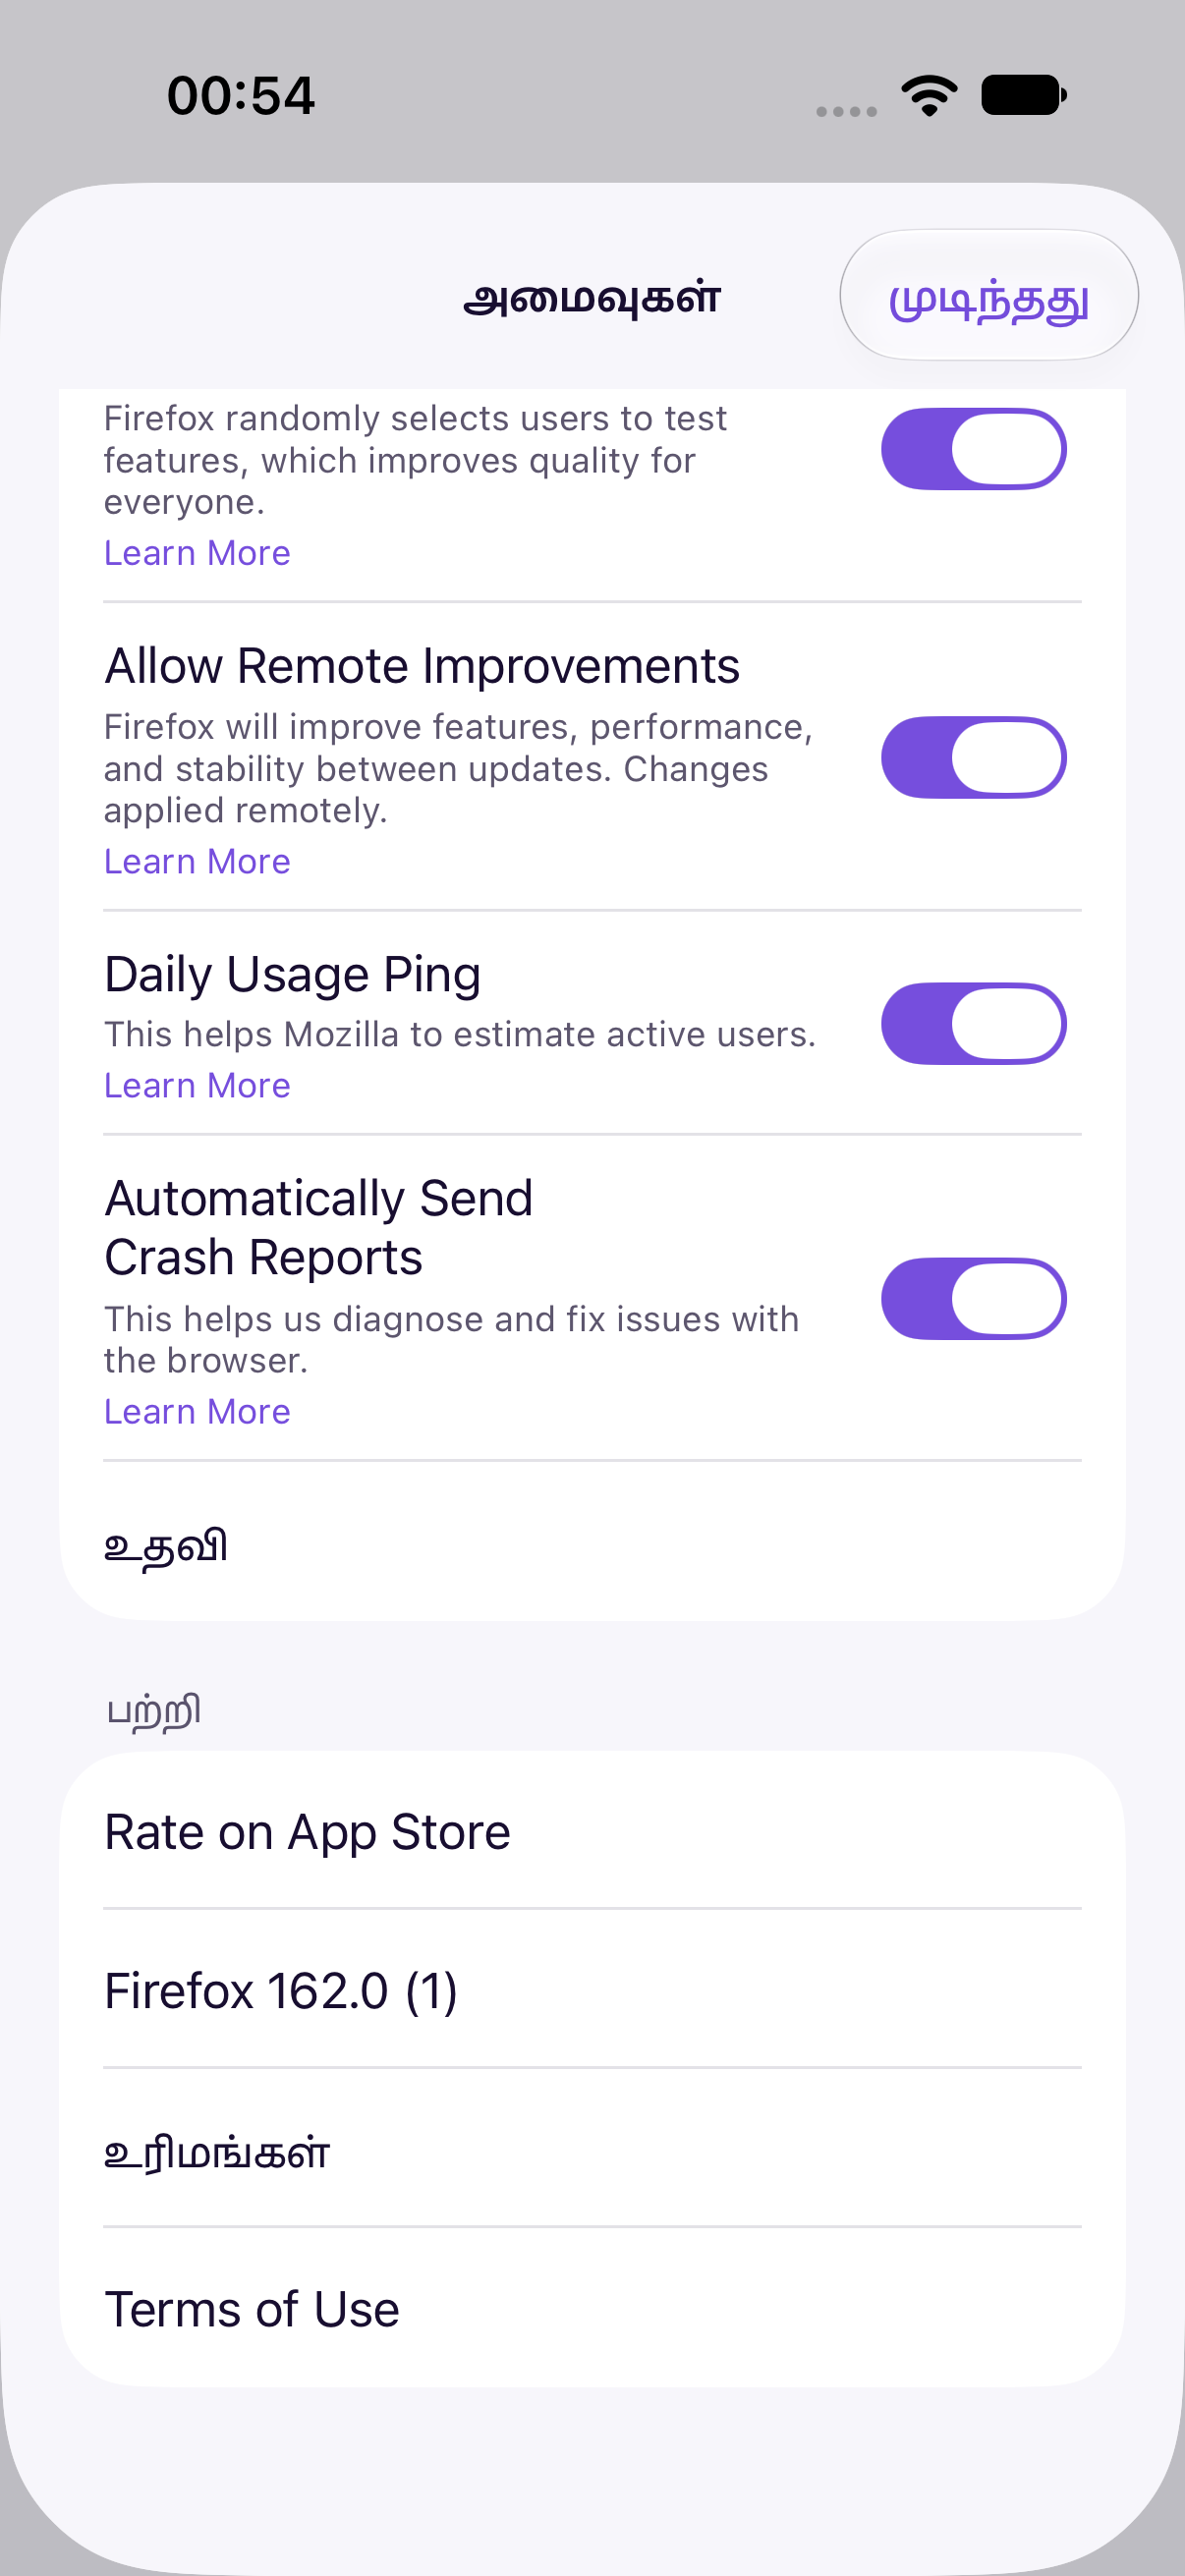 00:54
அமைவுகள்
முடிந்தது
Firefox randomly selects users to test
features, which improves quality for
everyone.
Learn More
Allow Remote Improvements
Firefox will improve features, performance,
and stability between updates. Changes
applied remotely.
Learn More
Daily Usage Ping
This helps Mozilla to estimate active users.
Learn More
Automatically Send
Crash Reports
This helps us diagnose and fix issues with
the browser.
Learn More
உதவி
பற்றி
Rate on App Store
Firefox 162.0 (1)
உரிமங்கள்
Terms of Use